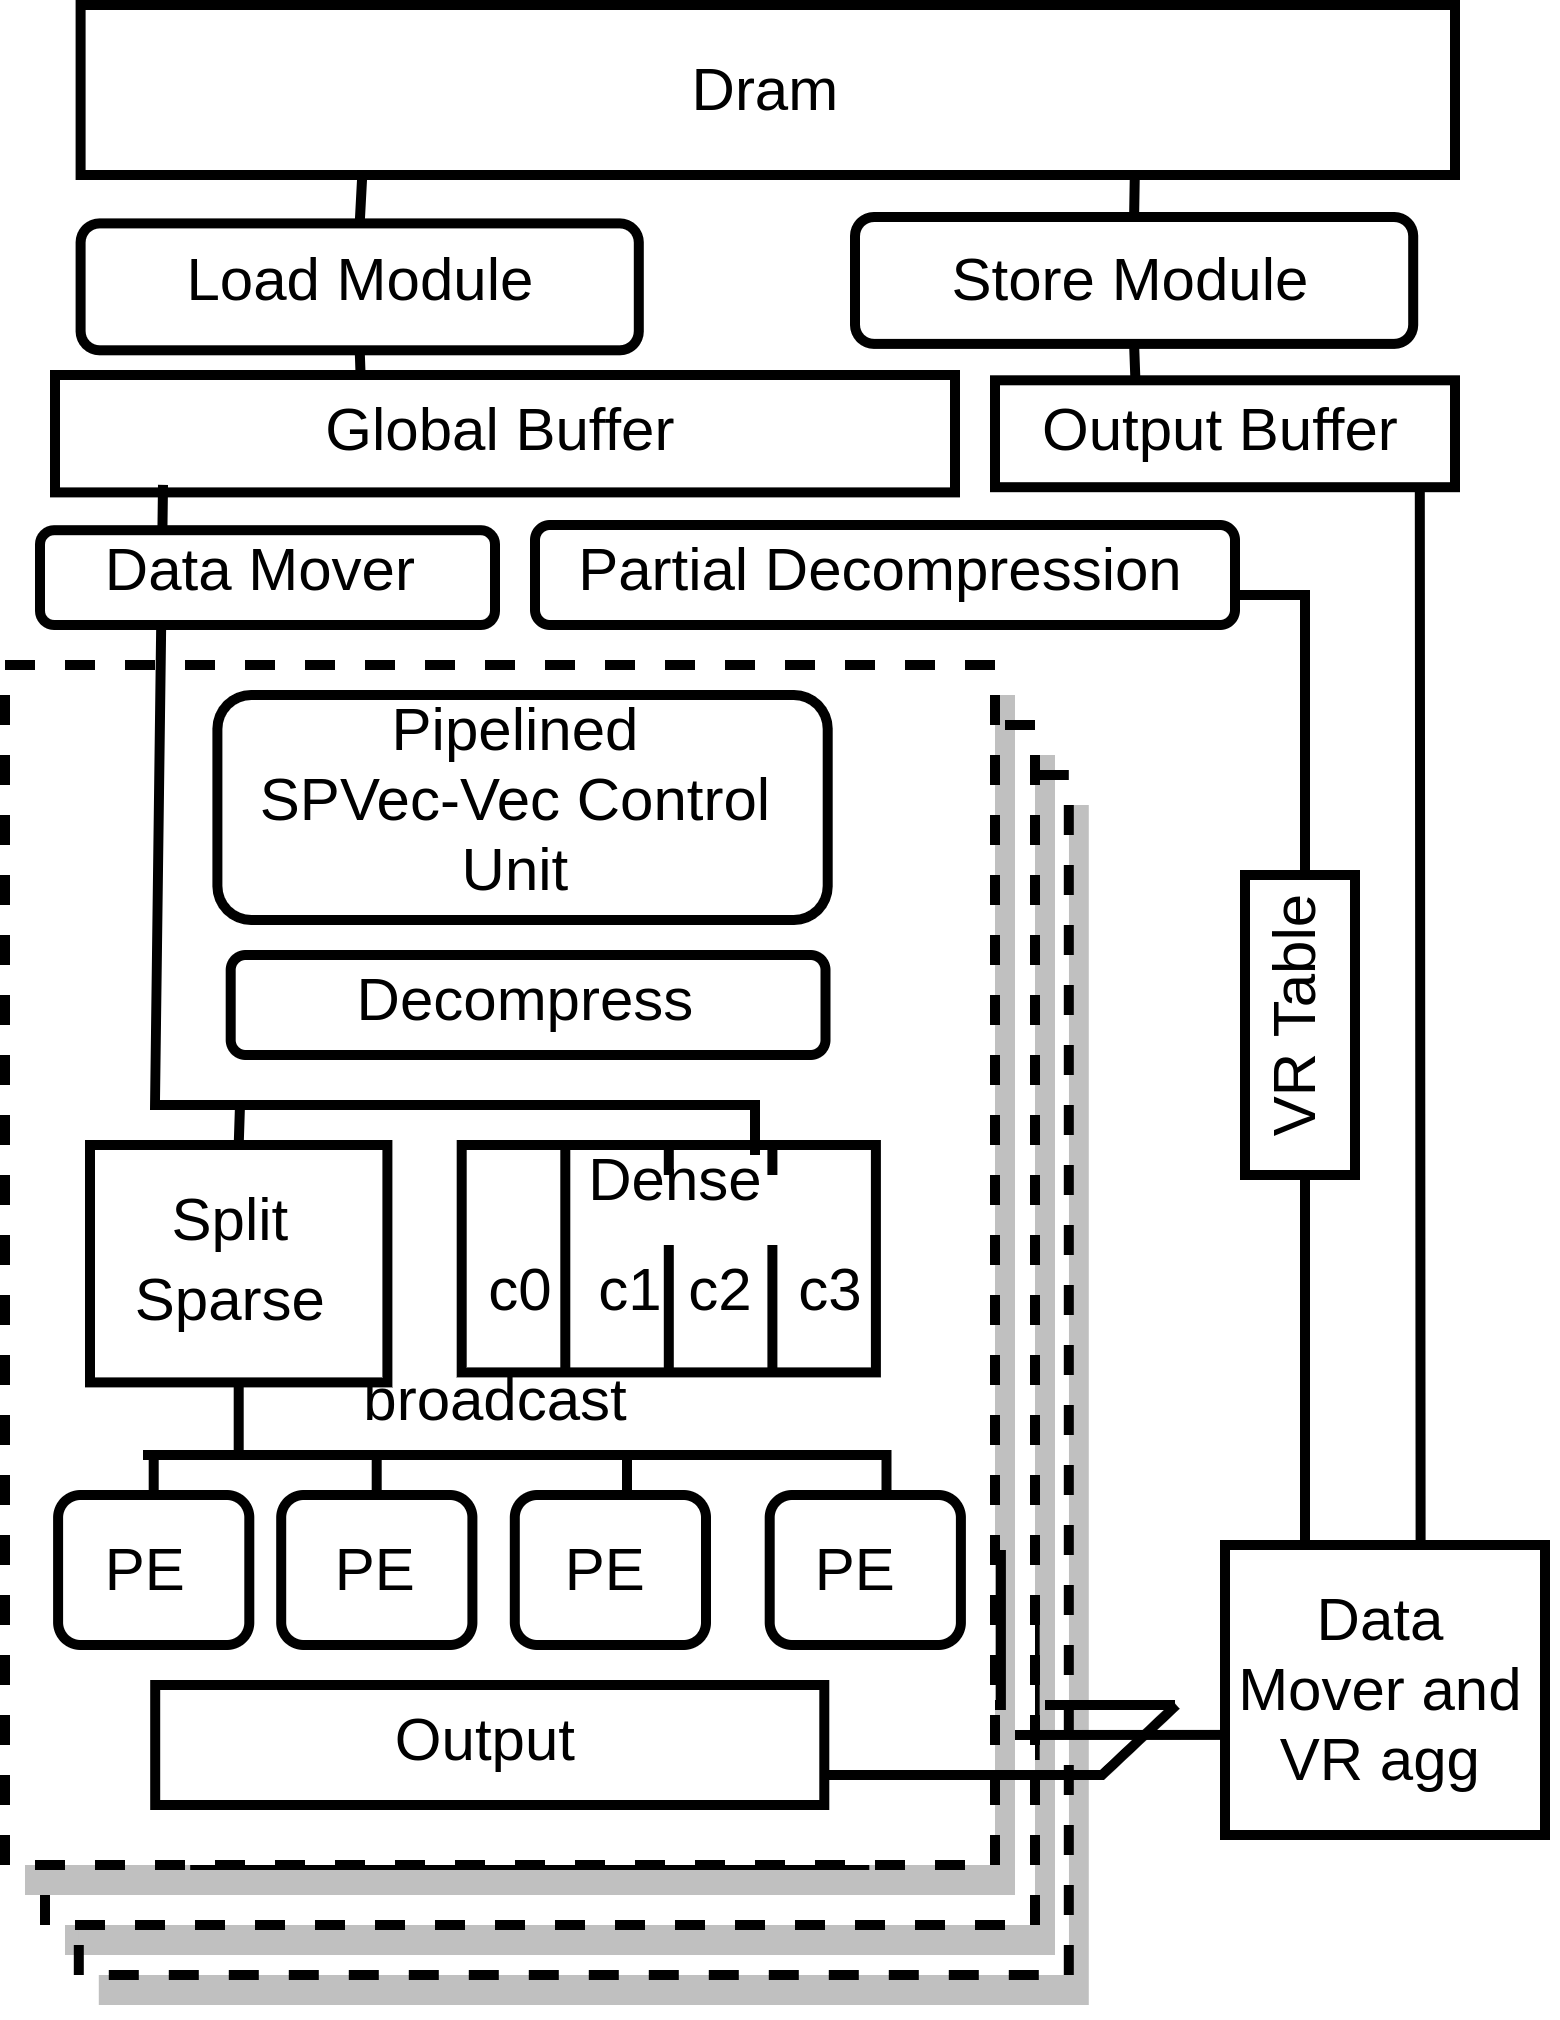 Dram
Load Module
Store Module
Global Buffer
Output Buffer
Data Mover
Partial Decompression
Pipelined
SPVec-Vec Control
Unit
Decompress
VR Table
Split
Sparse
Dense
c0 c1 c2 c3
broadcast
PE PE PE PE
Output
Data
Mover and
VR agg